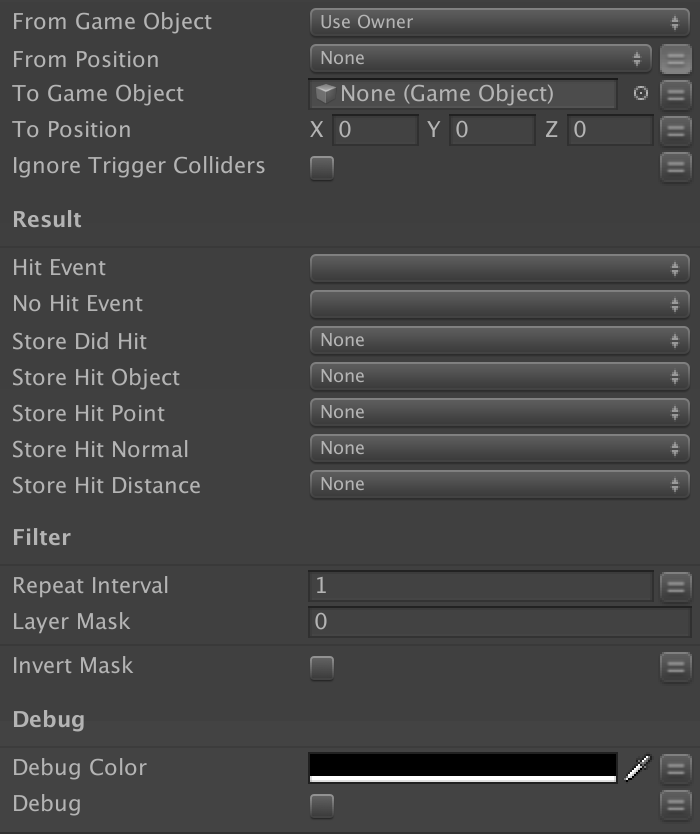 From Game Object Use Owner
From Position None
To Game Object None (Game Object)
To Position X 0 Y 0 Z 0
Ignore Trigger Colliders
Result
Hit Event
No Hit Event
Store Did Hit None
Store Hit Object None
Store Hit Point None
Store Hit Normal None
Store Hit Distance None
Filter
Repeat Interval 1
Layer Mask 0
Invert Mask
Debug
Debug Color
Debug